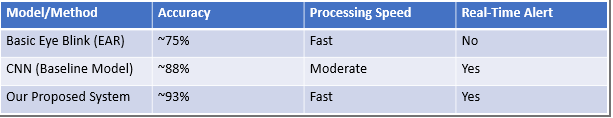 Model/Method Accuracy Processing Speed Real-Time Alert
Basic Eye Blink (EAR) ~75% Fast No
CNN (Baseline Model) ~88% Moderate Yes
Our Proposed System ~93% Fast Yes